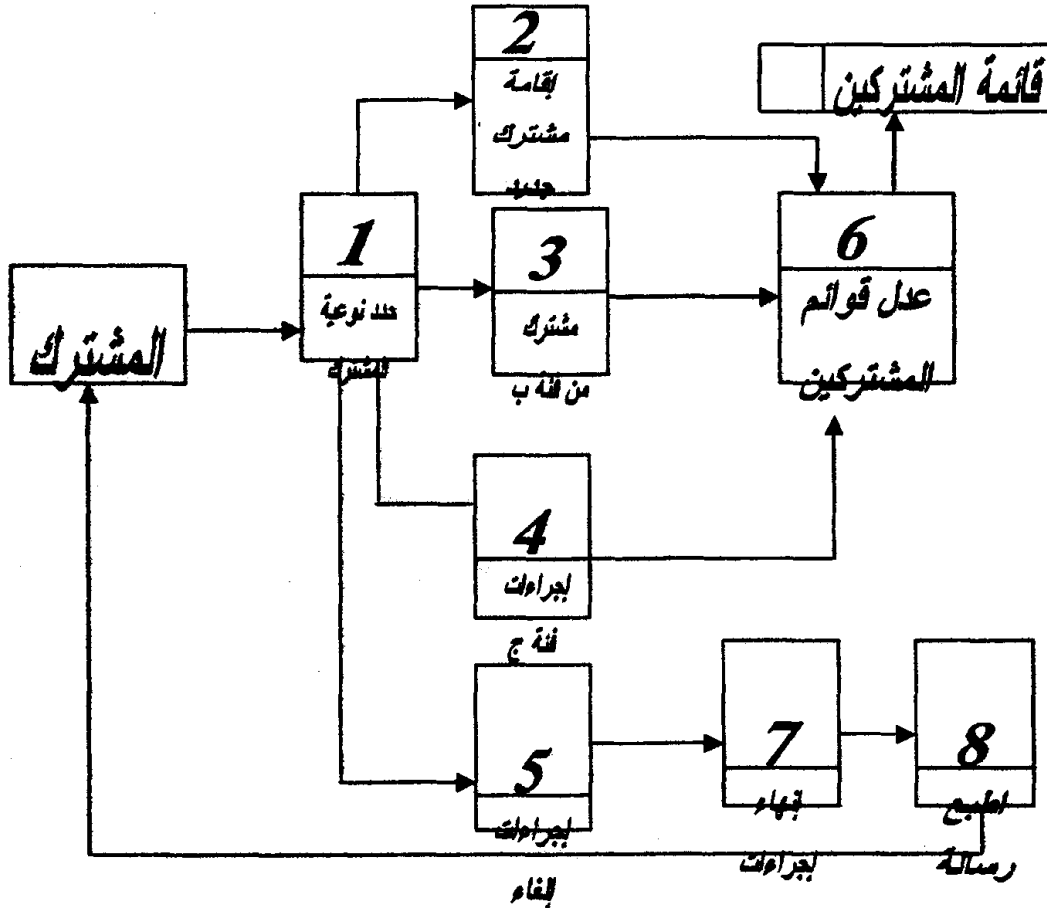 2
إقامة
مشترك
جديد
قائمة المشتركين
1
حدد نوعية
المشترك
3
مشترك
من فئة ب
6
عدل قوائم
المشتركين
المشترك
4
إجراءات
فئة ج
5
إجراءات
إلغاء
7
إنهاء
إجراءات
8
اطبع
رسالة